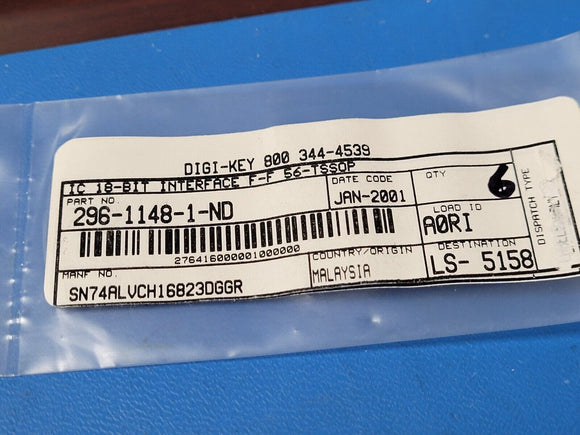 DIGI-KEY 800 344-4539
IC 18-BIT INTERFACE F-F 56-TSSOP
PART NO
296-1148-1-ND
DATE CODE
JAN-2001
QTY
6
LOAD ID
A0RI
DISPATCH TYPE
276416000001000000
MANF NO.
SN74ALVCH16823DGGR
COUNTRY/ORIGIN
MALAYSIA
DESTINATION
LS- 5158